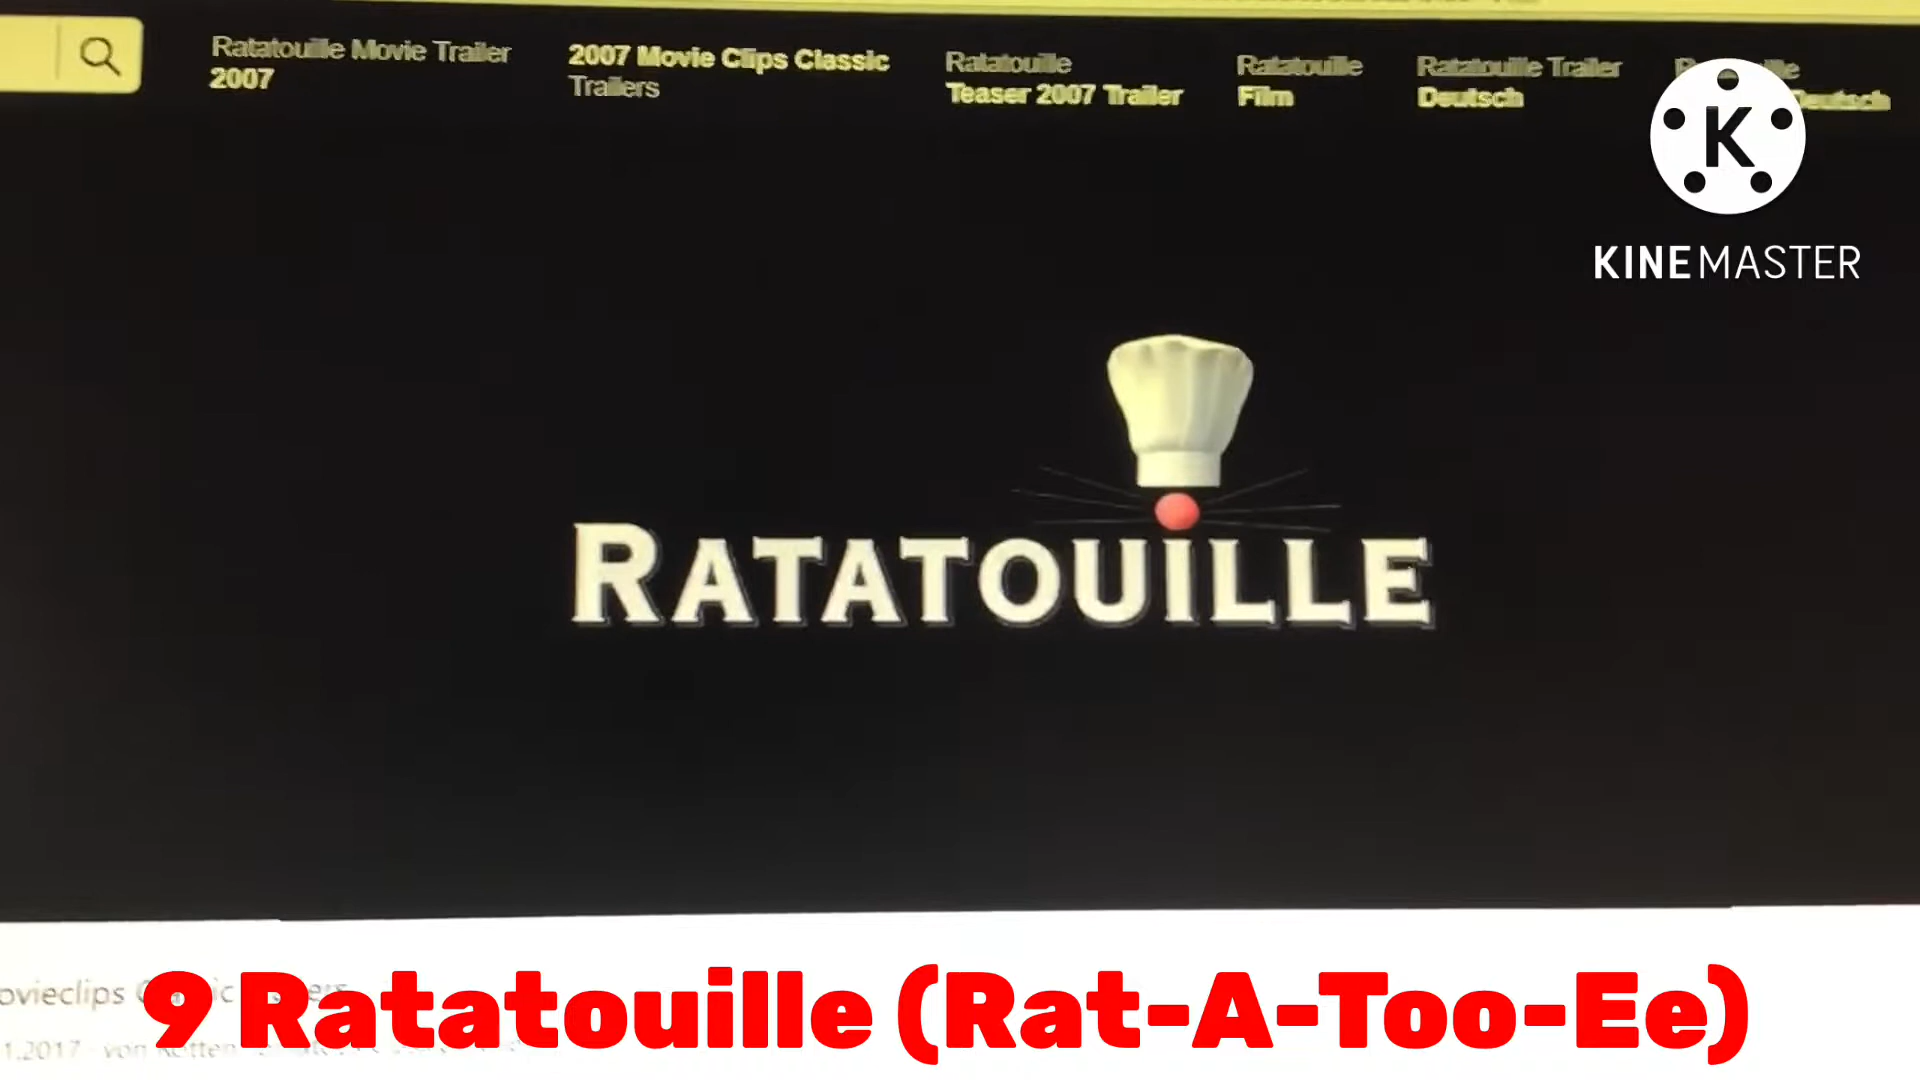 Ratatouille Movie Trailer
2007
2007 Movie Clips Classic
Trailers
Ratatouille
Teaser 2007 Trailer
Ratatouille
Film
Ratatouille Trailer
Deutsch
Deutsch
K
KINEMASTER
RATATOUILLE
9 Ratatouille (Rat-A-Too-Ee)